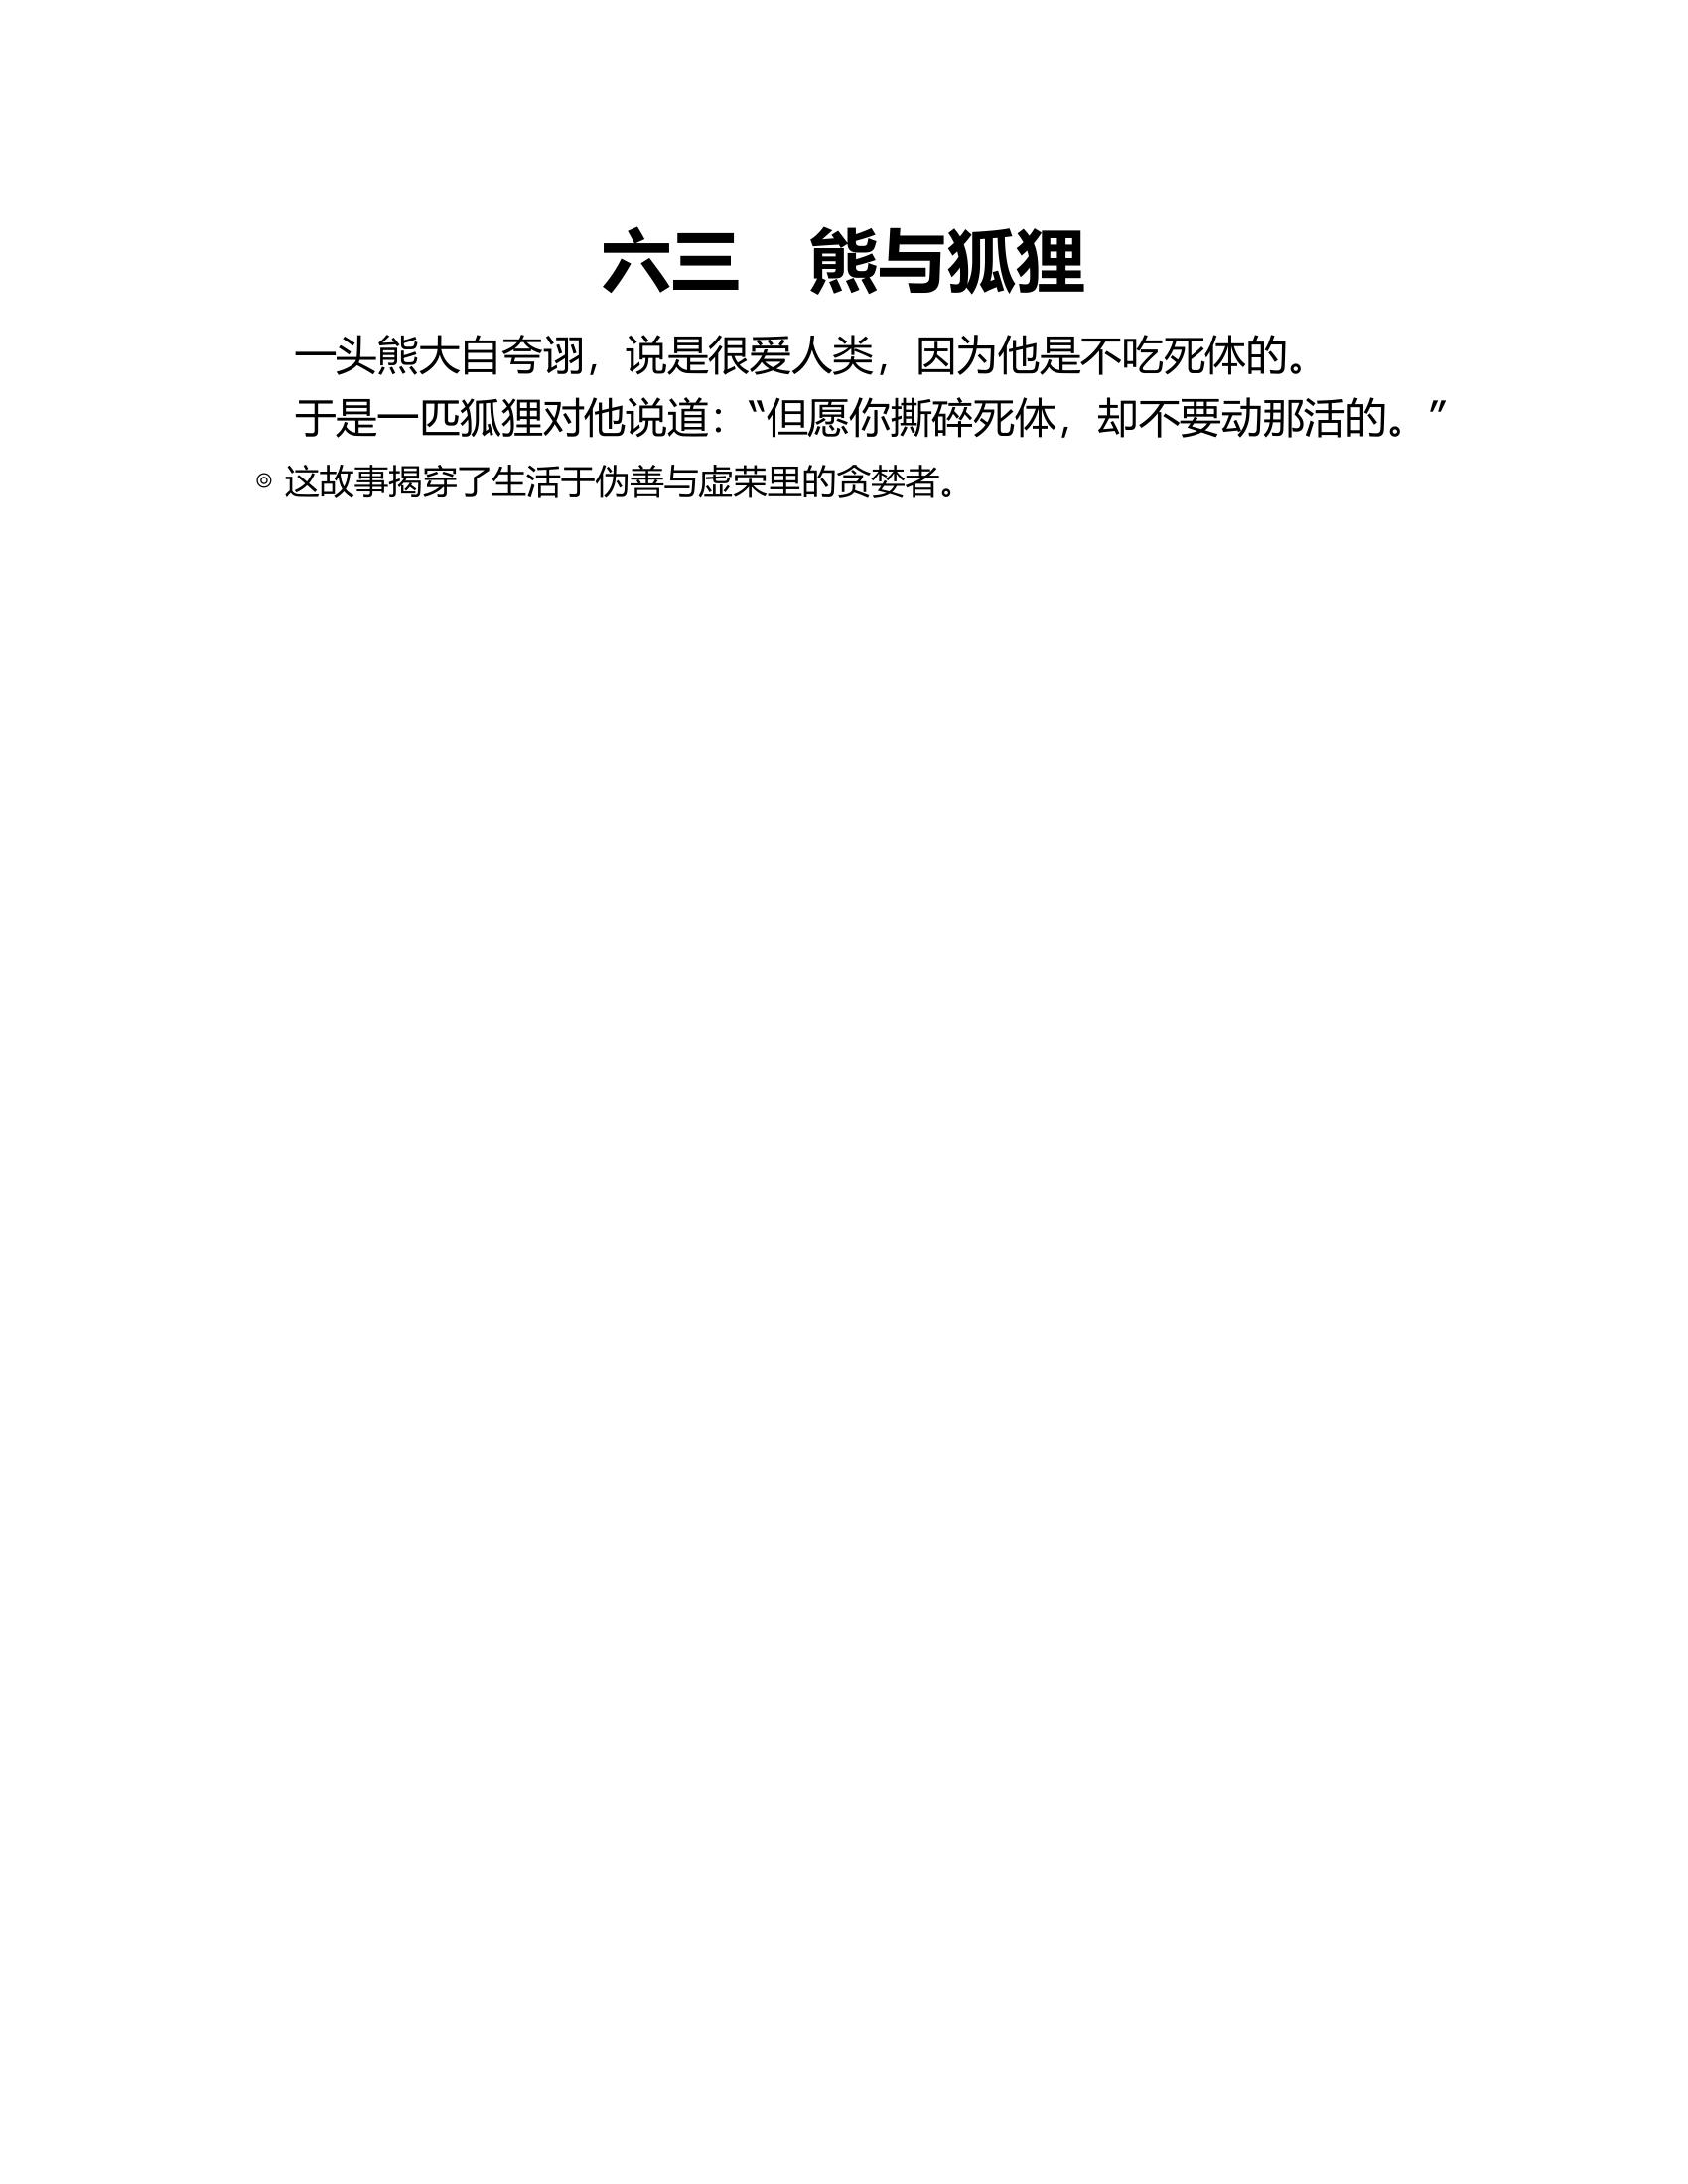 六三　熊与狐狸
一头熊大自夸诩，说是很爱人类，因为他是不吃死体的。
于是一匹狐狸对他说道：“但愿你撕碎死体，却不要动那活的。”
◎ 这故事揭穿了生活于伪善与虚荣里的贪婪者。